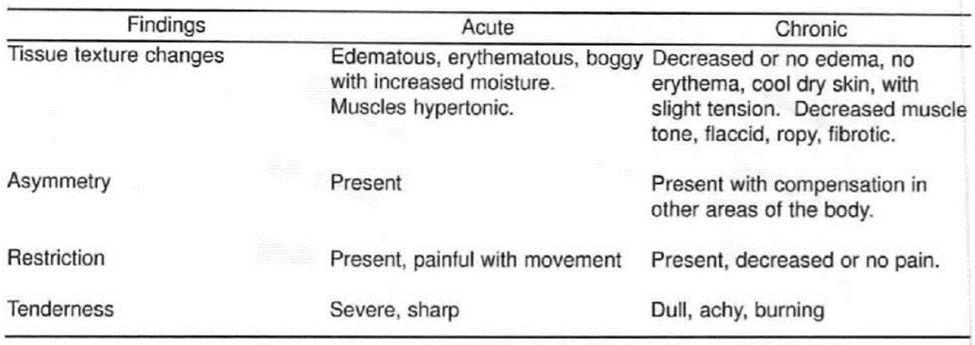 Findings Acute Chronic
Tissue texture changes Edematous, erythematous, boggy Decreased or no edema, no
with increased moisture. erythema, cool dry skin, with
Muscles hypertonic. slight tension. Decreased muscle
tone, flaccid, ropy, fibrotic.
Asymmetry Present Present with compensation in
other areas of the body.
Restriction Present, painful with movement Present, decreased or no pain.
Tenderness Severe, sharp Dull, achy, burning